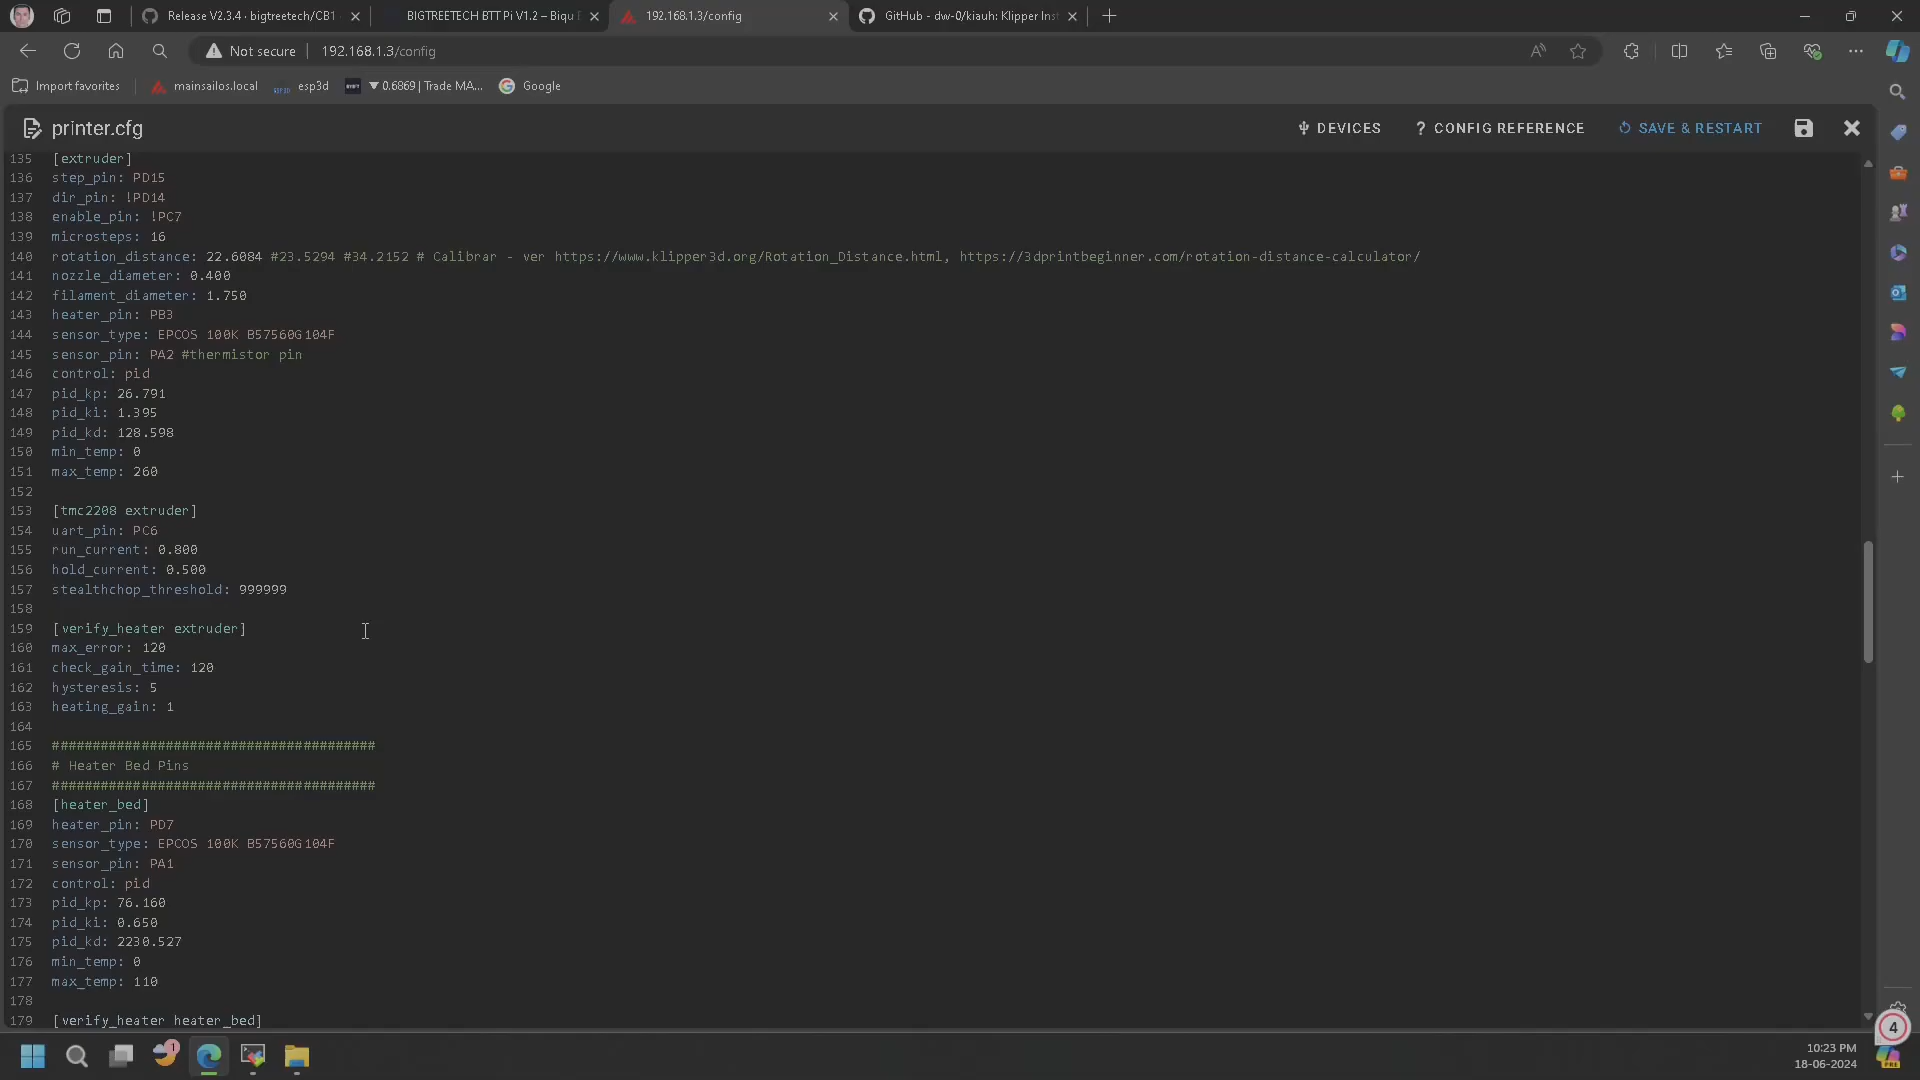 Release V2.3.4 · bigtreetech/CB1
BIGTREETECH BTT Pi V1.2 – Biqu E
192.168.1.3/config
GitHub - dw-0/kiauh: Klipper Inst
Not secure
192.168.1.3/config
Import favorites
mainsailos.local
esp3d
▼0.6869 | Trade MA...
Google
printer.cfg
DEVICES
? CONFIG REFERENCE
SAVE & RESTART
135 [extruder]
136 step_pin: PD15
137 dir_pin: !PD14
138 enable_pin: !PC7
139 microsteps: 16
140 rotation_distance: 22.6084 #23.5294 #34.2152 # Calibrar - ver https://www.klipper3d.org/Rotation_Distance.html, https://3dprintbeginner.com/rotation-distance-calculator/
141 nozzle_diameter: 0.400
142 filament_diameter: 1.750
143 heater_pin: PB3
144 sensor_type: EPCOS 100K B57560G104F
145 sensor_pin: PA2 #thermistor pin
146 control: pid
147 pid_kp: 26.791
148 pid_ki: 1.395
149 pid_kd: 128.598
150 min_temp: 0
151 max_temp: 260
152
153 [tmc2208 extruder]
154 uart_pin: PC6
155 run_current: 0.800
156 hold_current: 0.500
157 stealthchop_threshold: 999999
158
159 [verify_heater extruder]
160 max_error: 120
161 check_gain_time: 120
162 hysteresis: 5
163 heating_gain: 1
164
165 ########################################
166 # Heater Bed Pins
167 ########################################
168 [heater_bed]
169 heater_pin: PD7
170 sensor_type: EPCOS 100K B57560G104F
171 sensor_pin: PA1
172 control: pid
173 pid_kp: 76.160
174 pid_ki: 0.650
175 pid_kd: 2230.527
176 min_temp: 0
177 max_temp: 110
178
179 [verify_heater heater_bed]
4
1
10:23 PM
18-06-2024
PRE